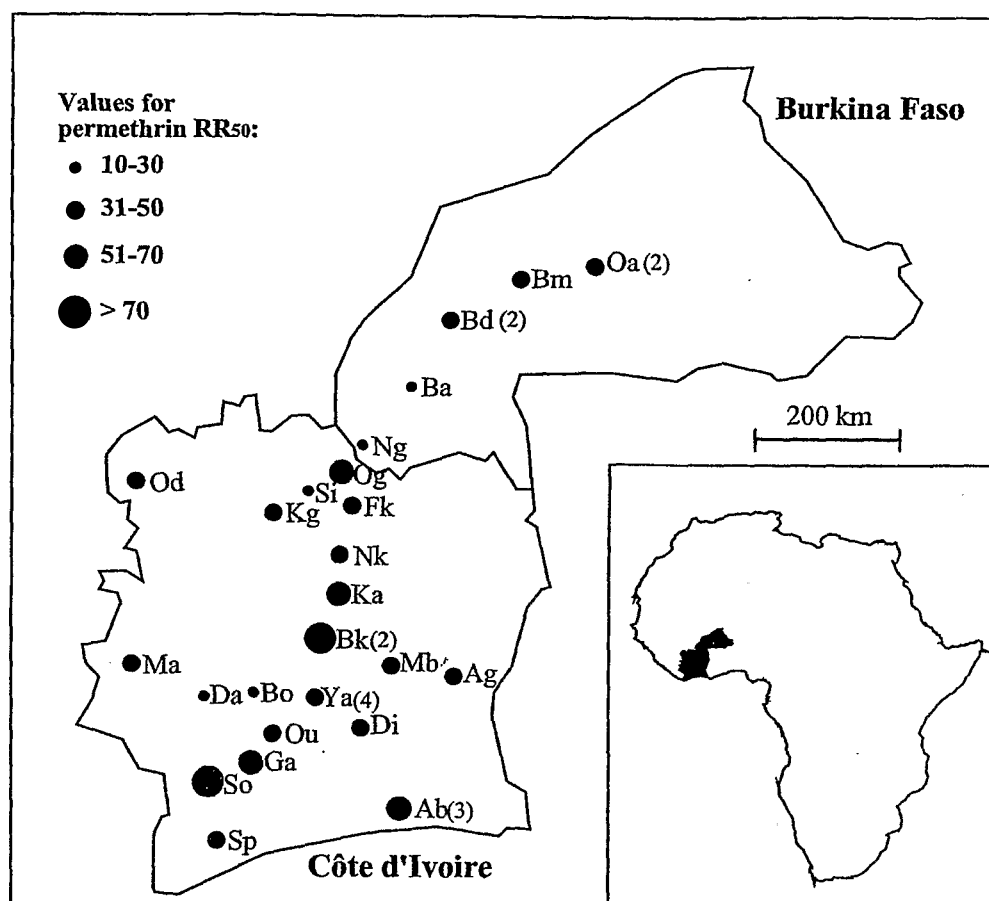 Values for
permethrin RR50:
10-30
31-50
51-70
> 70
Burkina Faso
Oa (2)
Bm
Bd (2)
Ba
200 km
Ng
Og
Od
Si
Kg
Fk
Nk
Ka
Bk(2)
Ma
Mb
Ag
Da
Bo
Ya(4)
Di
Ou
Ga
So
Ab(3)
Sp
Côte d'Ivoire